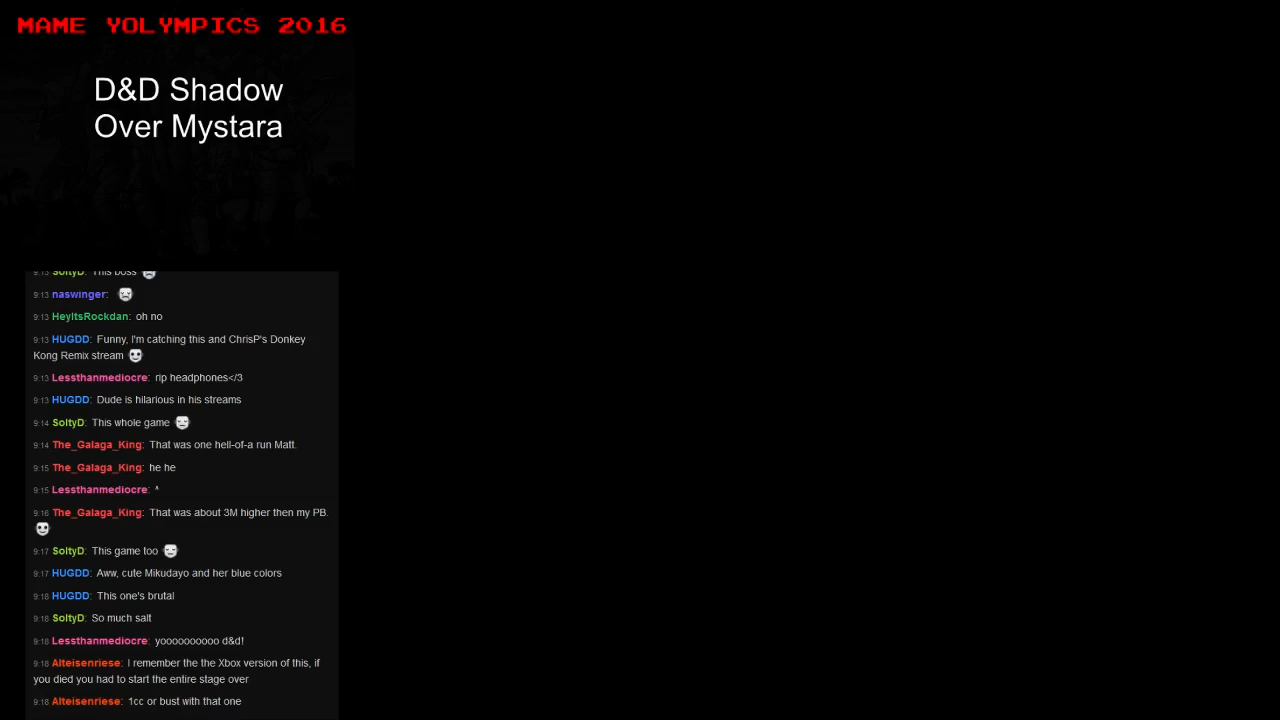 MAME YOLYMPICS 2016
D&D Shadow
Over Mystara
9:13 SoltyD: This boss
9:13 naswinger:
9:13 HeyItsRockdan: oh no
9:13 HUGDD: Funny, I'm catching this and ChrisP's Donkey
Kong Remix stream
9:13 Lessthanmediocre: rip headphones</3
9:13 HUGDD: Dude is hilarious in his streams
9:14 SoltyD: This whole game
9:14 The_Galaga_King: That was one hell-of-a run Matt.
9:15 The_Galaga_King: he he
9:15 Lessthanmediocre: ^
9:16 The_Galaga_King: That was about 3M higher then my PB.
9:17 SoltyD: This game too
9:17 HUGDD: Aww, cute Mikudayo and her blue colors
9:18 HUGDD: This one's brutal
9:18 SoltyD: So much salt
9:18 Lessthanmediocre: yoooooooooo d&d!
9:18 Alteisenriese: I remember the the Xbox version of this, if
you died you had to start the entire stage over
9:18 Alteisenriese: 1cc or bust with that one